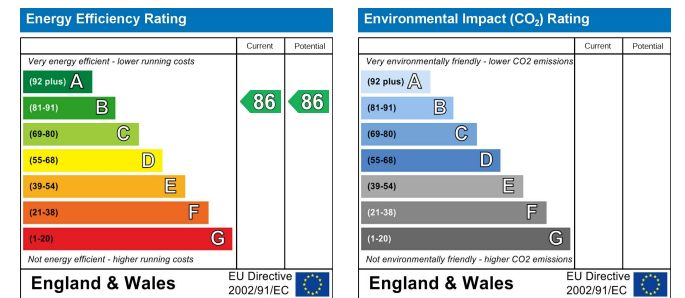 Energy Efficiency Rating
Current Potential
Very energy efficient - lower running costs
(92 plus) A
(81-91) B 86 86
(69-80) C
(55-68) D
(39-54) E
(21-38) F
(1-20) G
Not energy efficient - higher running costs
England & Wales
EU Directive
2002/91/EC
Environmental Impact (CO₂) Rating
Current Potential
Very environmentally friendly - lower CO2 emissions
(92 plus) A
(81-91) B
(69-80) C
(55-68) D
(39-54) E
(21-38) F
(1-20) G
Not environmentally friendly - higher CO2 emissions
England & Wales
EU Directive
2002/91/EC